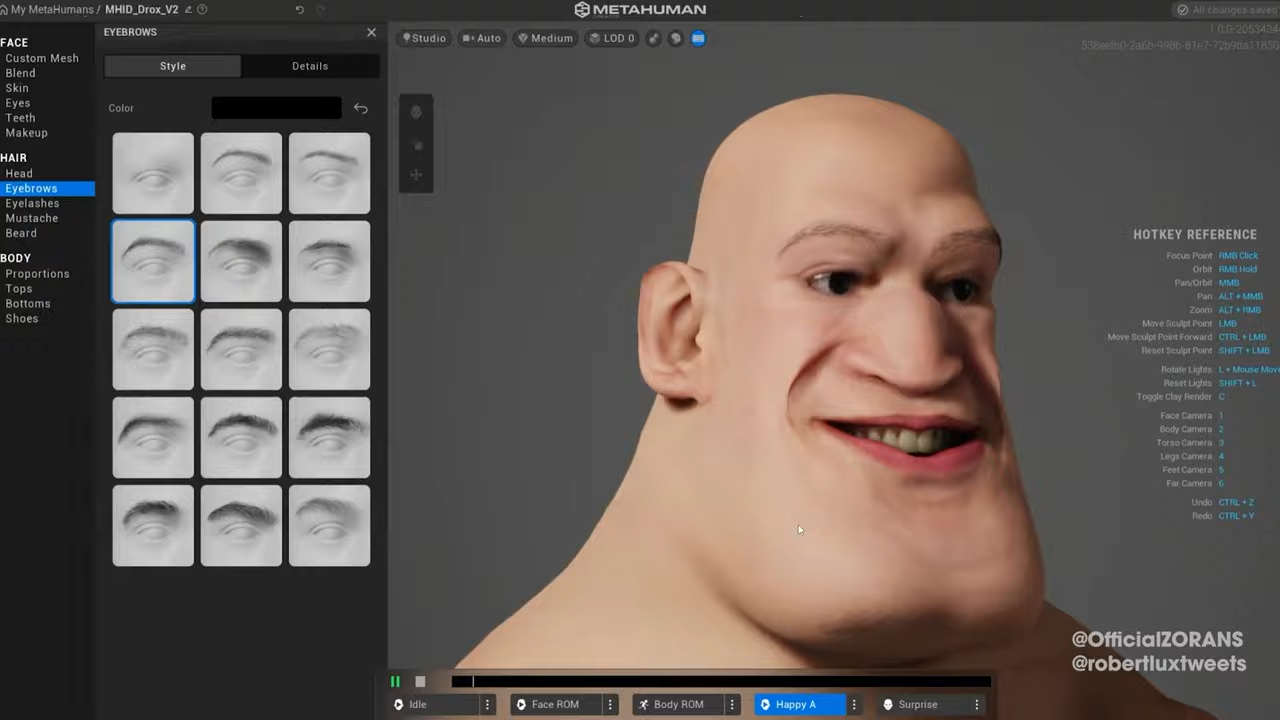 My MetaHumans / MHID_Drox_V2
METAHUMAN
All changes saved
FACE
Custom Mesh
Blend
Skin
Eyes
Teeth
Makeup
HAIR
Head
Eyebrows
Eyelashes
Mustache
Beard
BODY
Proportions
Tops
Bottoms
Shoes
EYEBROWS
Style
Details
Color
Studio
Auto
Medium
LOD 0
HOTKEY REFERENCE
Focus Point RMB Click
Orbit RMB Hold
Pan/Orbit MMB
Pan ALT + MMB
Zoom ALT + RMB
Move Sculpt Point LMB
Move Sculpt Point Forward CTRL + LMB
Reset Sculpt Point SHIFT + LMB
Rotate Lights L + Mouse Move
Reset Lights SHIFT + L
Toggle Clay Render C
Face Camera 1
Body Camera 2
Torso Camera 3
Legs Camera 4
Feet Camera 5
Far Camera 6
Undo CTRL + Z
Redo CTRL + Y
@OfficialZORANS
@robertluxtweets
Idle
Face ROM
Body ROM
Happy A
Surprise